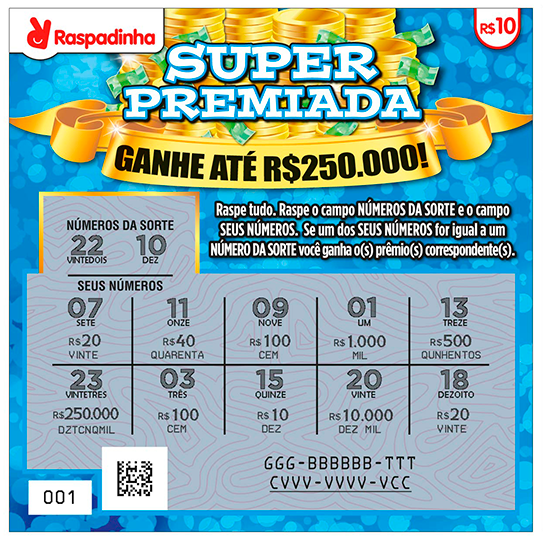 Raspadinha
R$10
SUPER
PREMIADA
GANHE ATÉ R$250.000!
Raspe tudo. Raspe o campo NÚMEROS DA SORTE e o campo
SEUS NÚMEROS. Se um dos SEUS NÚMEROS for igual a um
NÚMERO DA SORTE você ganha o(s) prêmio(s) correspondente(s).
NÚMEROS DA SORTE
22 10
VINTEDOIS DEZ
SEUS NÚMEROS
07 11 09 01 13
SETE ONZE NOVE UM TREZE
R$20 R$40 R$100 R$1.000 R$500
VINTE QUARENTA CEM MIL QUNHENTOS
23 03 15 20 18
VINTETRES TRÊS QUINZE VINTE DEZOITO
R$250.000 R$100 R$10 R$10.000 R$20
DZTCNQMIL CEM DEZ DEZ MIL VINTE
GGG-BBBBBB-TTT
CVVV-VVVV-VCC
001